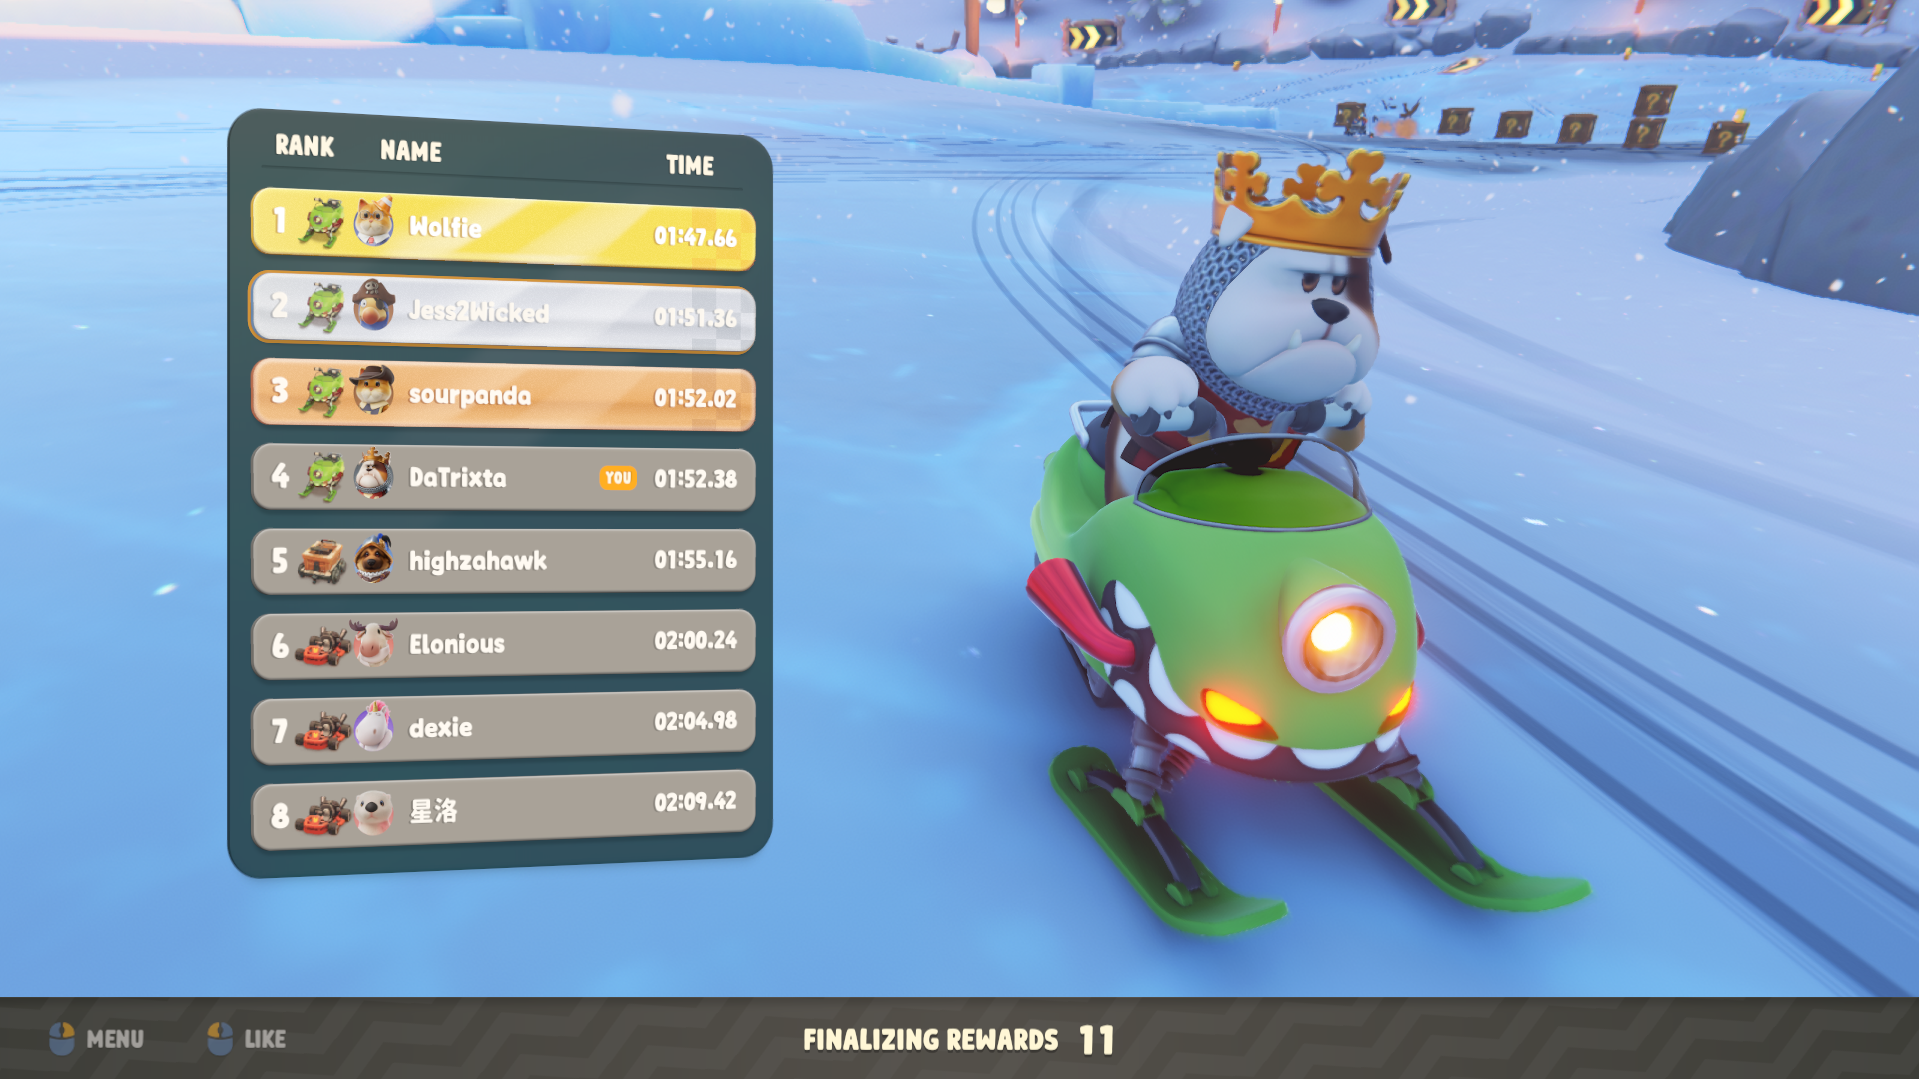 RANK NAME TIME
1 Wolfie 01:47.66
2 Jess2Wicked 01:51.36
3 sourpanda 01:52.02
4 DaTrixta YOU 01:52.38
5 highzahawk 01:55.16
6 Elonious 02:00.24
7 dexie 02:04.98
8 星洛 02:09.42
MENU LIKE FINALIZING REWARDS 11